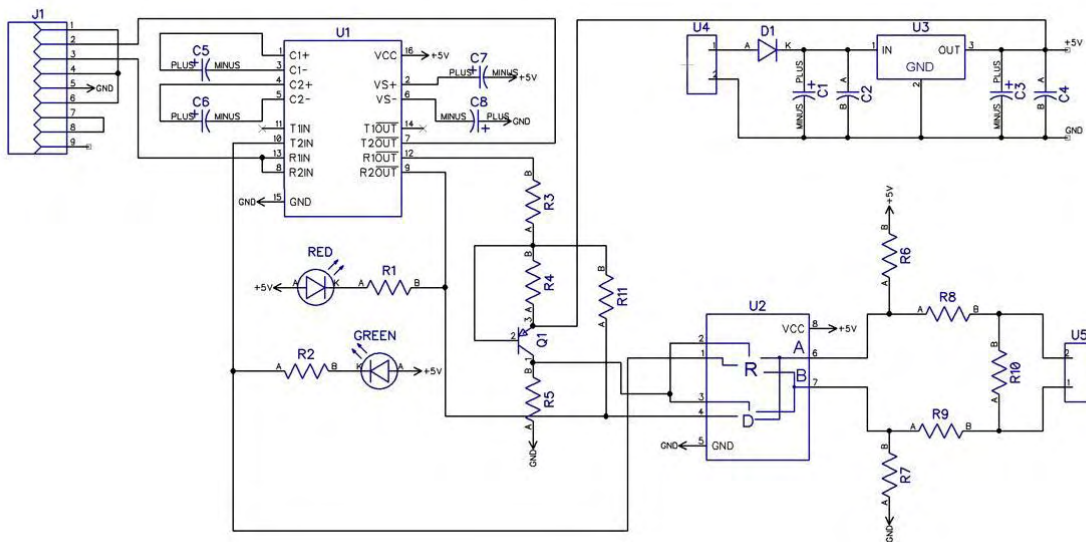 J1
1
2
3
4
5
6
7
8
9
GND
U1
C1+
C1-
C2+
C2-
T1IN
T2IN
R1IN
R2IN
GND
VCC
VS+
VS-
T1OUT
T2OUT
R1OUT
R2OUT
1
3
4
5
11
10
13
8
15
16
2
6
14
7
12
9
C5
PLUS
MINUS
C6
PLUS
MINUS
+5V
C7
PLUS
MINUS
+5V
C8
MINUS
PLUS
GND
GND
U4
1
2
D1
A
K
U3
IN
OUT
GND
1
3
2
+5V
PLUS
MINUS
C1
A
B
C2
PLUS
MINUS
C3
A
B
C4
GND
RED
+5V
A
K
R1
A
B
GREEN
R2
A
B
K
A
+5V
B
R3
A
B
R4
A
B
R11
A
3
2
Q1
1
B
R5
A
GND
U2
VCC
8
+5V
2
1
3
4
5
GND
GND
A
B
R
D
6
7
+5V
B
R6
A
R8
A
B
B
R10
A
R9
A
B
B
R7
A
GND
U5
2
1